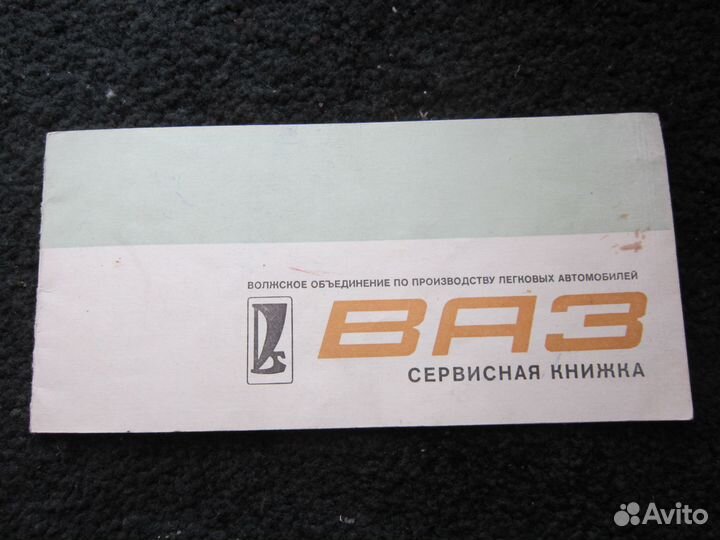 ВОЛЖСКОЕ ОБЪЕДИНЕНИЕ ПО ПРОИЗВОДСТВУ ЛЕГКОВЫХ АВТОМОБИЛЕЙ
ВАЗ
СЕРВИСНАЯ КНИЖКА
Avito